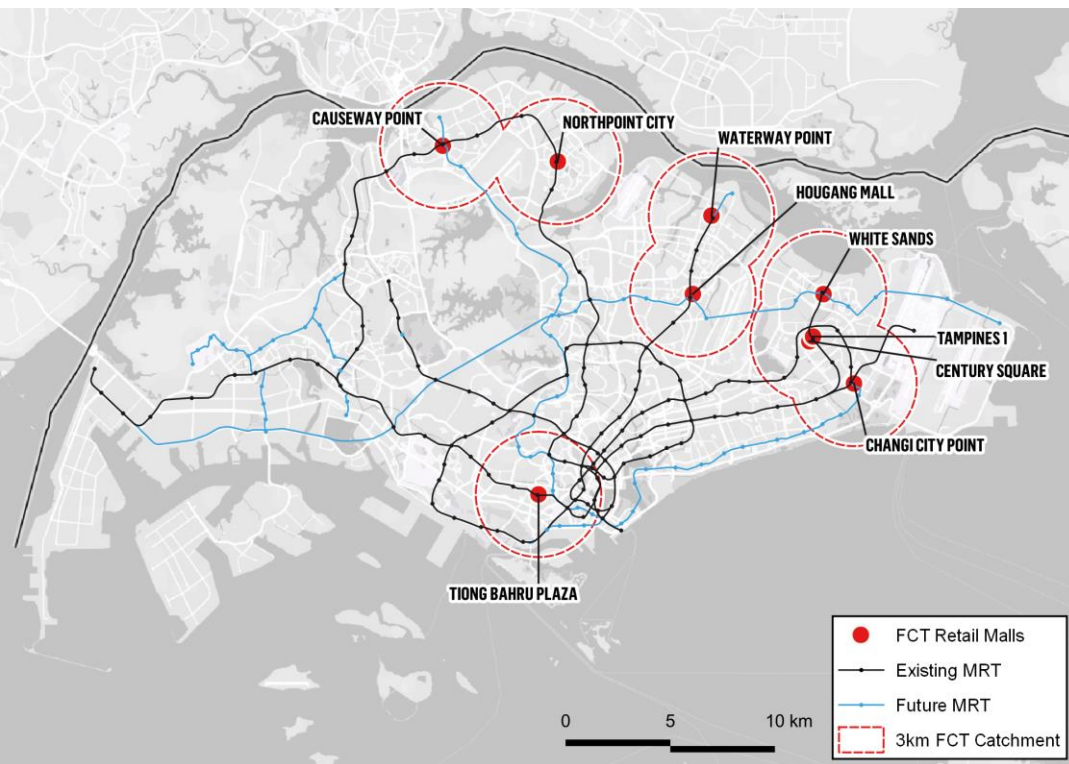 CAUSEWAY POINT
NORTHPOINT CITY
WATERWAY POINT
HOUGANG MALL
WHITE SANDS
TAMPINES 1
CENTURY SQUARE
CHANGI CITY POINT
TIONG BAHRU PLAZA
FCT Retail Malls
Existing MRT
Future MRT
3km FCT Catchment
0 5 10 km